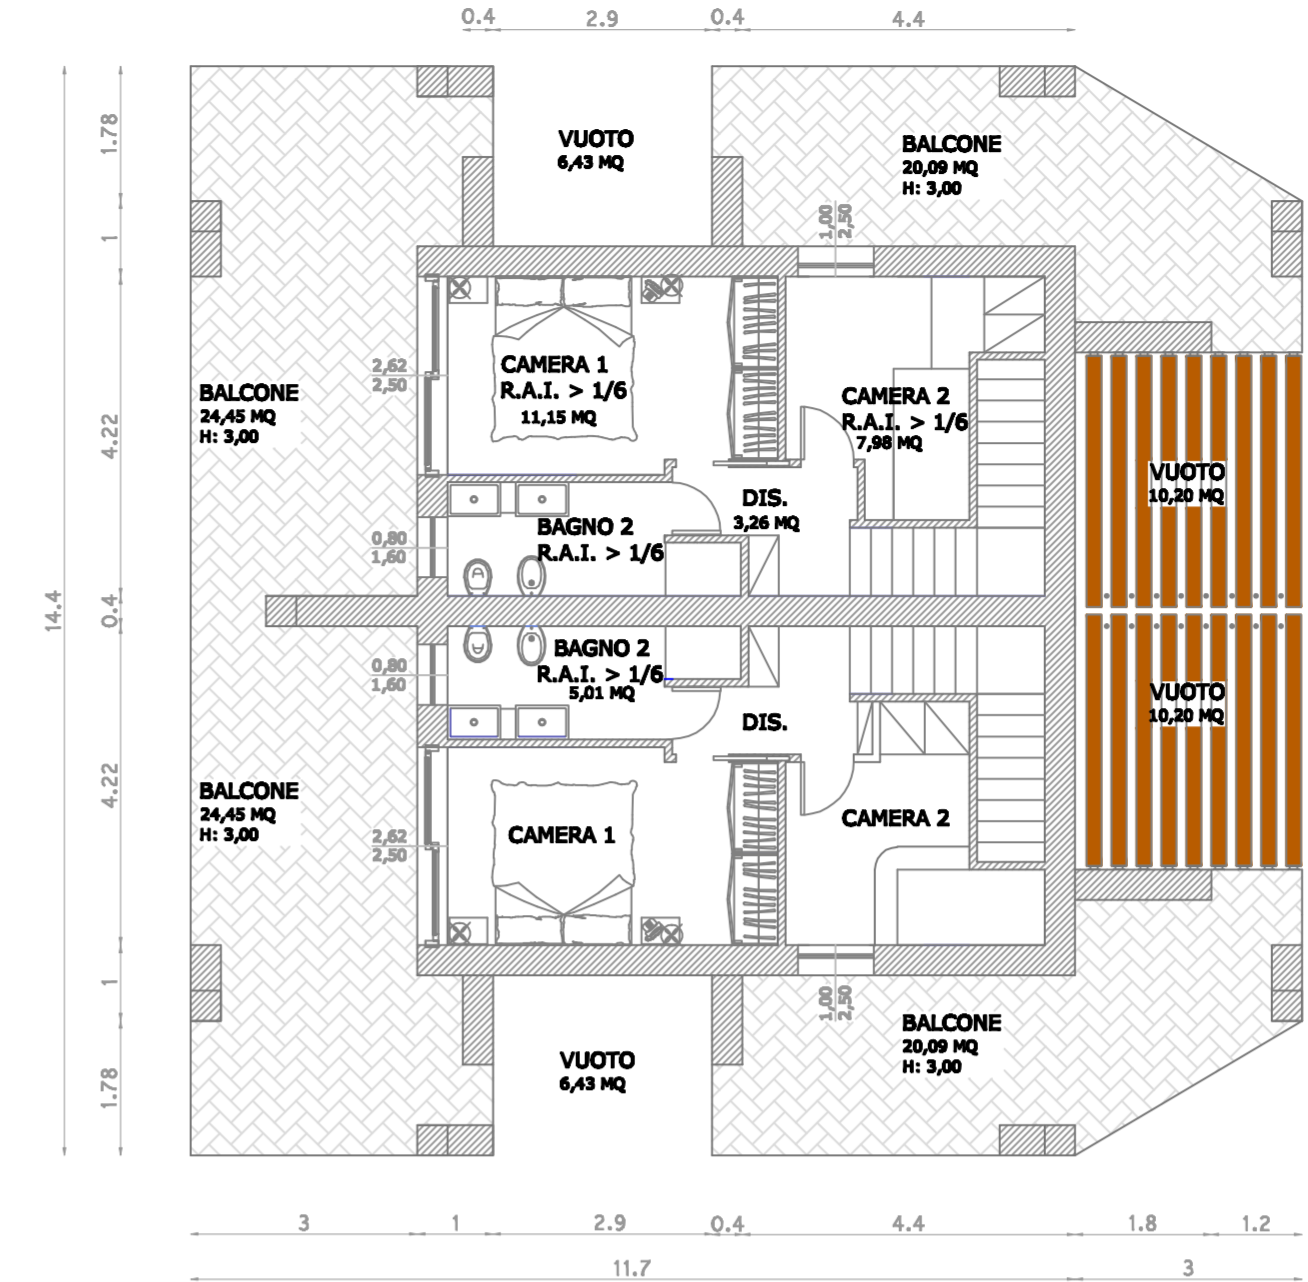 0.4 2.9 0.4 4.4
1.78
VUOTO
6,43 MQ
BALCONE
20,09 MQ
H: 3,00
1
1,00
2,50
CAMERA 1
R.A.I. > 1/6
11,15 MQ
2,62
2,50
BALCONE
24,45 MQ
H: 3,00
CAMERA 2
R.A.I. > 1/6
7,98 MQ
4.22
VUOTO
10,20 MQ
DIS.
3,26 MQ
BAGNO 2
R.A.I. > 1/6
0,80
1,60
14.4
0.4
BAGNO 2
R.A.I. > 1/6
5,01 MQ
0,80
1,60
VUOTO
10,20 MQ
DIS.
4.22
BALCONE
24,45 MQ
H: 3,00
CAMERA 1
CAMERA 2
2,62
2,50
1
1,00
2,50
BALCONE
20,09 MQ
H: 3,00
VUOTO
6,43 MQ
1.78
3 1 2.9 0.4 4.4 1.8 1.2
11.7 3